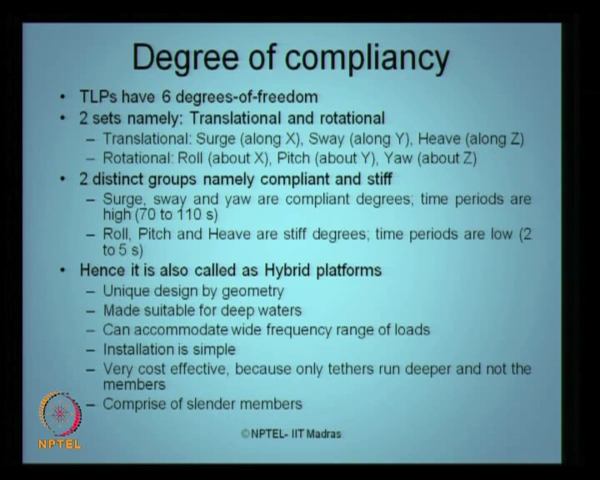 Degree of compliancy
• TLPs have 6 degrees-of-freedom
• 2 sets namely: Translational and rotational
– Translational: Surge (along X), Sway (along Y), Heave (along Z)
– Rotational: Roll (about X), Pitch (about Y), Yaw (about Z)
• 2 distinct groups namely compliant and stiff
– Surge, sway and yaw are compliant degrees; time periods are
high (70 to 110 s)
– Roll, Pitch and Heave are stiff degrees; time periods are low (2
to 5 s)
• Hence it is also called as Hybrid platforms
– Unique design by geometry
– Made suitable for deep waters
– Can accommodate wide frequency range of loads
– Installation is simple
– Very cost effective, because only tethers run deeper and not the
members
– Comprise of slender members
NPTEL
©NPTEL- IIT Madras